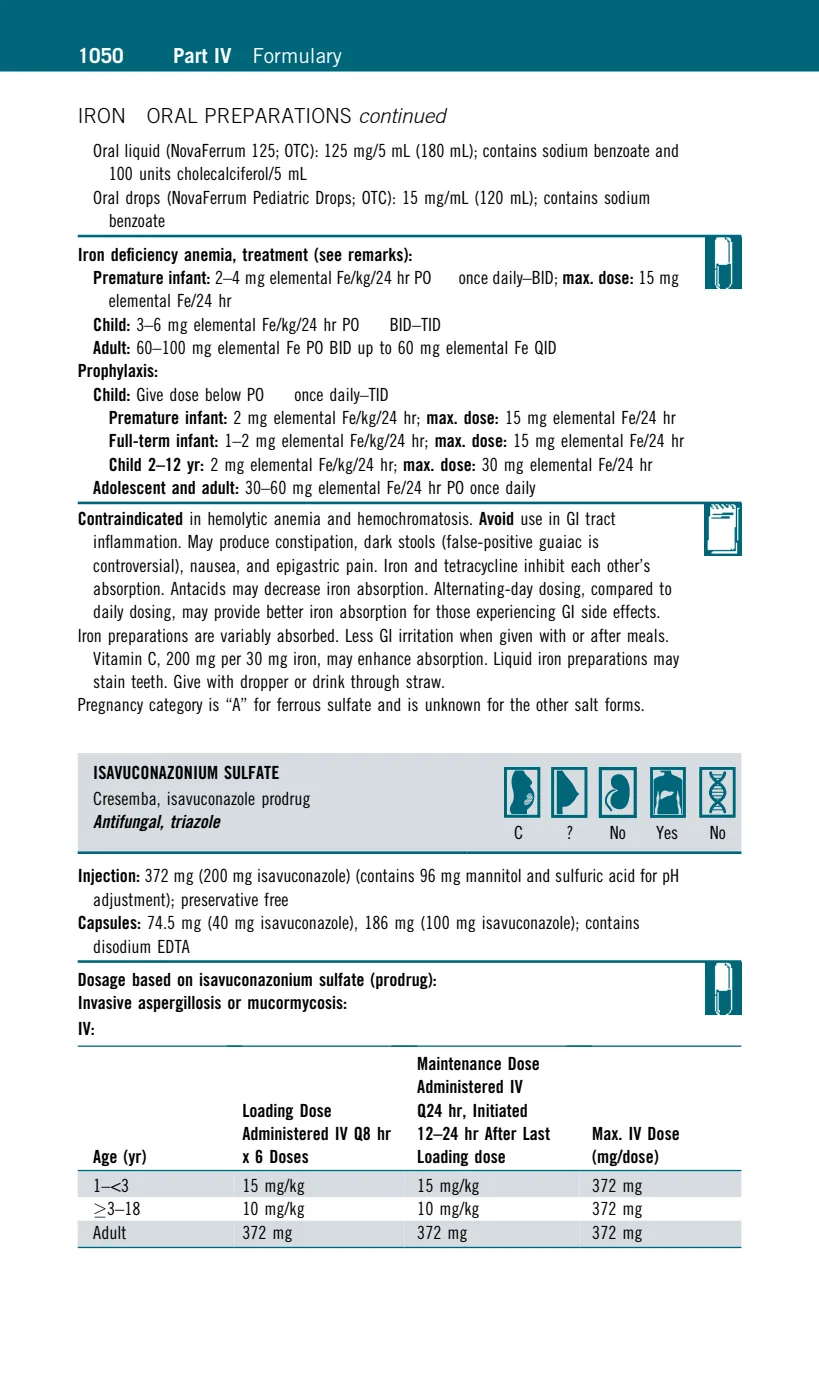 1050 Part IV Formulary
IRON ORAL PREPARATIONS continued
Oral liquid (NovaFerrum 125; OTC): 125 mg/5 mL (180 mL); contains sodium benzoate and
100 units cholecalciferol/5 mL
Oral drops (NovaFerrum Pediatric Drops; OTC): 15 mg/mL (120 mL); contains sodium
benzoate
Iron deficiency anemia, treatment (see remarks):
Premature infant: 2–4 mg elemental Fe/kg/24 hr PO once daily–BID; max. dose: 15 mg
elemental Fe/24 hr
Child: 3–6 mg elemental Fe/kg/24 hr PO BID–TID
Adult: 60–100 mg elemental Fe PO BID up to 60 mg elemental Fe QID
Prophylaxis:
Child: Give dose below PO once daily–TID
Premature infant: 2 mg elemental Fe/kg/24 hr; max. dose: 15 mg elemental Fe/24 hr
Full-term infant: 1–2 mg elemental Fe/kg/24 hr; max. dose: 15 mg elemental Fe/24 hr
Child 2–12 yr: 2 mg elemental Fe/kg/24 hr; max. dose: 30 mg elemental Fe/24 hr
Adolescent and adult: 30–60 mg elemental Fe/24 hr PO once daily
Contraindicated in hemolytic anemia and hemochromatosis. Avoid use in GI tract
inflammation. May produce constipation, dark stools (false-positive guaiac is
controversial), nausea, and epigastric pain. Iron and tetracycline inhibit each other's
absorption. Antacids may decrease iron absorption. Alternating-day dosing, compared to
daily dosing, may provide better iron absorption for those experiencing GI side effects.
Iron preparations are variably absorbed. Less GI irritation when given with or after meals.
Vitamin C, 200 mg per 30 mg iron, may enhance absorption. Liquid iron preparations may
stain teeth. Give with dropper or drink through straw.
Pregnancy category is “A” for ferrous sulfate and is unknown for the other salt forms.
ISAVUCONAZONIUM SULFATE
Cresemba, isavuconazole prodrug
Antifungal, triazole
C ? No Yes No
Injection: 372 mg (200 mg isavuconazole) (contains 96 mg mannitol and sulfuric acid for pH
adjustment); preservative free
Capsules: 74.5 mg (40 mg isavuconazole), 186 mg (100 mg isavuconazole); contains
disodium EDTA
Dosage based on isavuconazonium sulfate (prodrug):
Invasive aspergillosis or mucormycosis:
IV:
Maintenance Dose
Administered IV
Loading Dose Q24 hr, Initiated
Administered IV Q8 hr 12–24 hr After Last Max. IV Dose
Age (yr) x 6 Doses Loading dose (mg/dose)
1–<3 15 mg/kg 15 mg/kg 372 mg
≥3–18 10 mg/kg 10 mg/kg 372 mg
Adult 372 mg 372 mg 372 mg